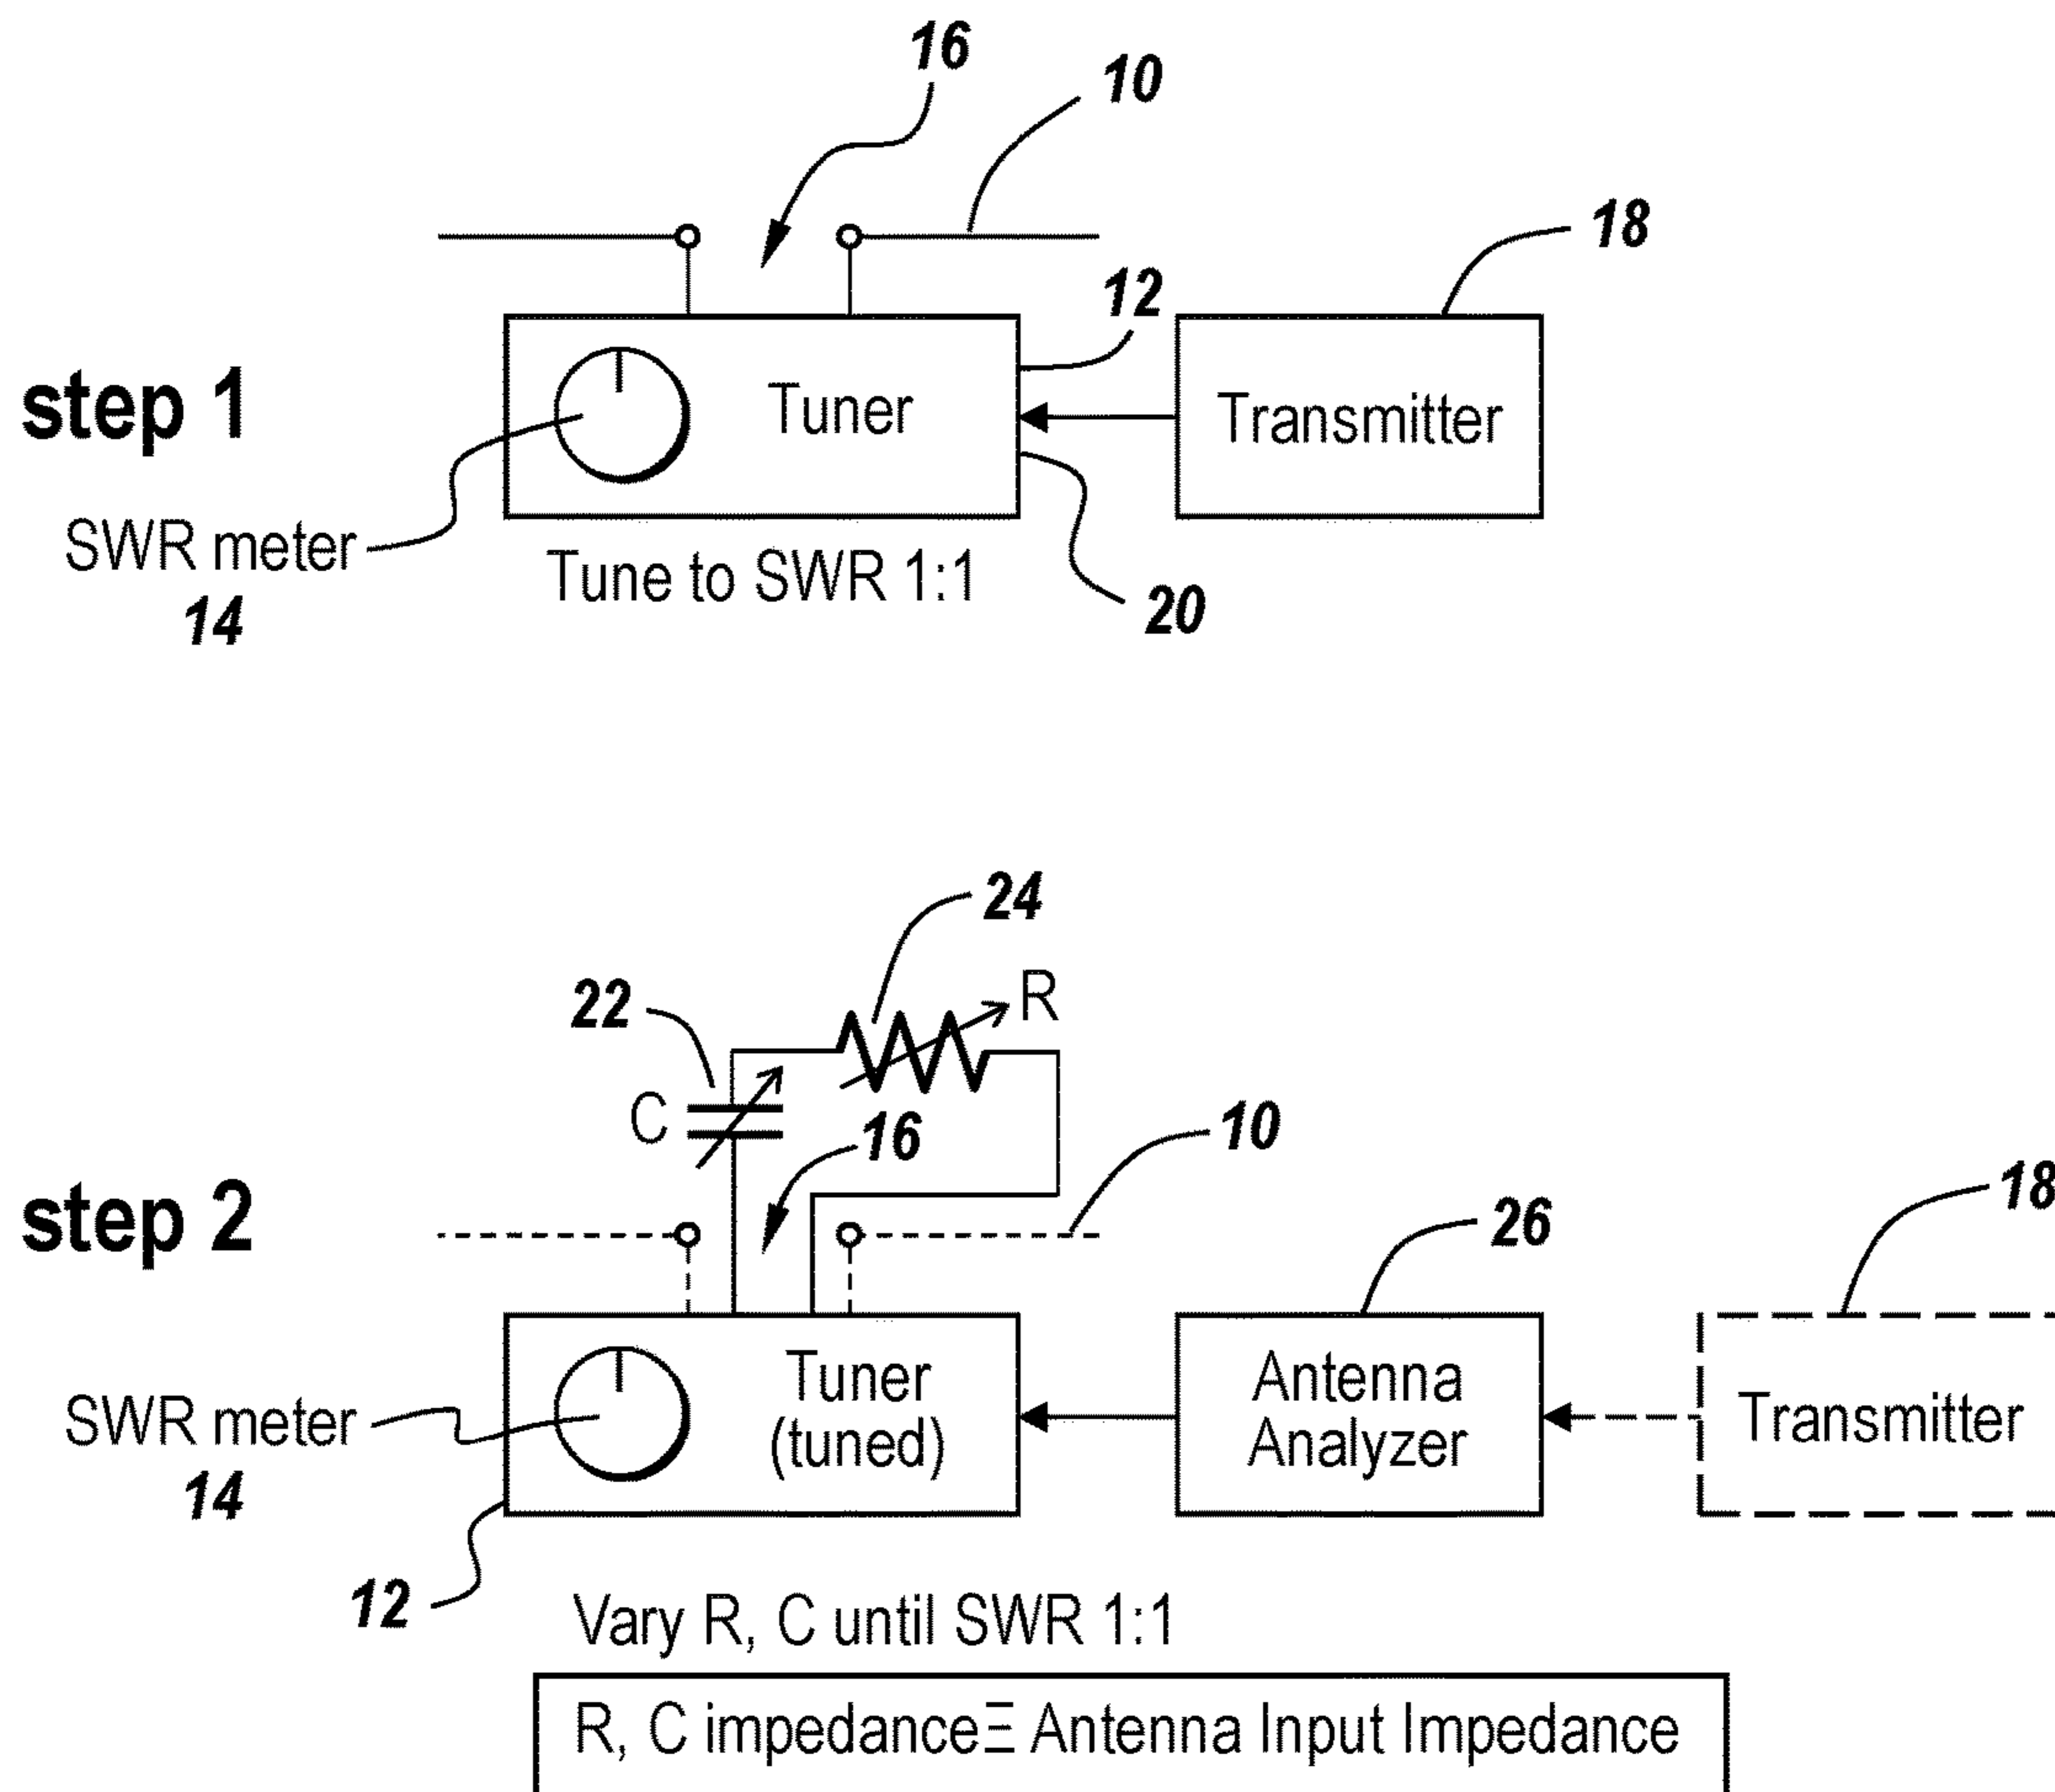 16
10
18
12
step 1
Tuner
Transmitter
SWR meter
14
Tune to SWR 1:1
20
24
22
R
C
16
10
step 2
26
18
SWR meter
14
Tuner
(tuned)
Antenna
Analyzer
Transmitter
12
Vary R, C until SWR 1:1
R, C impedance Ξ Antenna Input Impedance